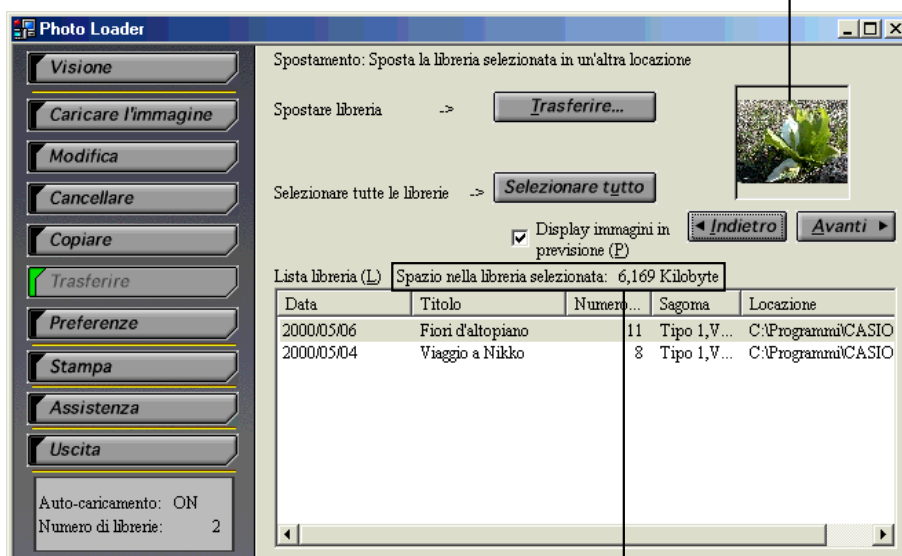 Photo Loader
Visione
Caricare l'immagine
Modifica
Cancellare
Copiare
Trasferire
Preferenze
Stampa
Assistenza
Uscita
Auto-caricamento: ON
Numero di librerie: 2
Spostamento: Sposta la libreria selezionata in un'altra locazione
Spostare libreria -> Trasferire...
Selezionare tutte le librerie -> Selezionare tutto
Display immagini in
previsione (P)
Indietro Avanti
Lista libreria (L) Spazio nella libreria selezionata: 6,169 Kilobyte
Data Titolo Numero... Sagoma Locazione
2000/05/06 Fiori d'altopiano 11 Tipo 1,V... C:\Programmi\CASIO
2000/05/04 Viaggio a Nikko 8 Tipo 1,V... C:\Programmi\CASIO